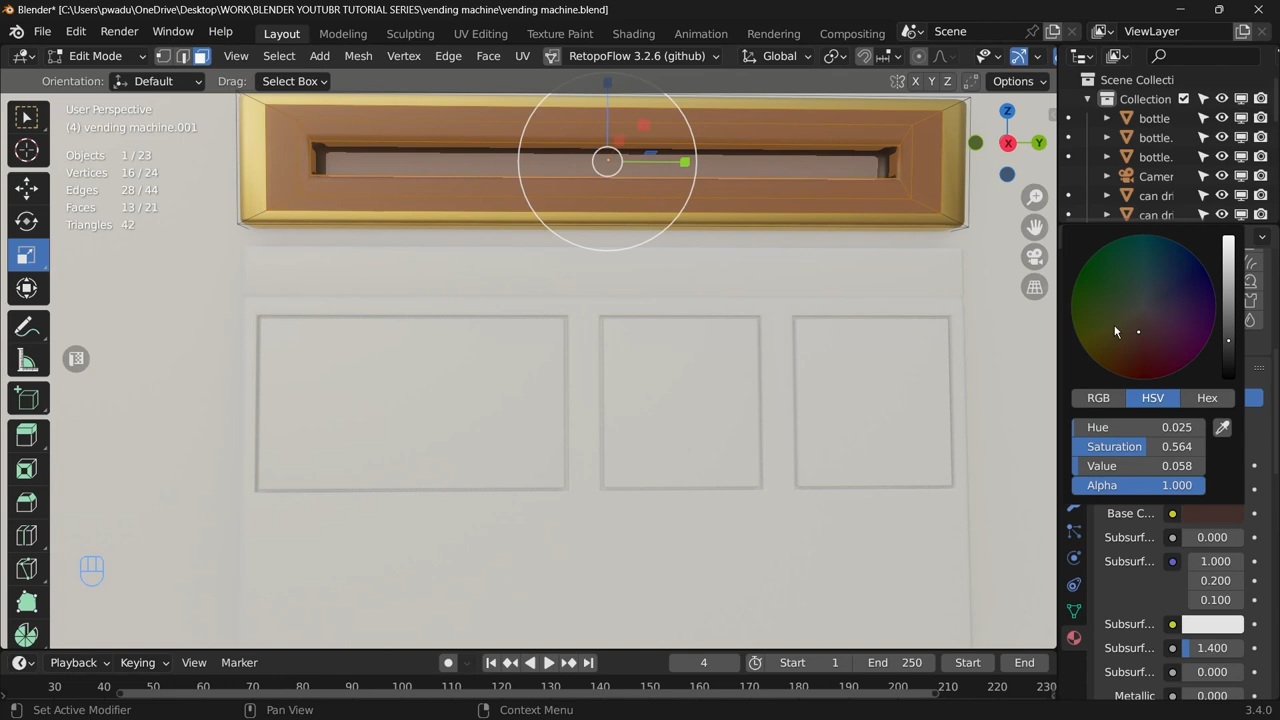 Blender* [C:\Users\pwadu\OneDrive\Desktop\WORK\BLENDER YOUTUBR TUTORIAL SERIES\vending machine\vending machine.blend]
File Edit Render Window Help Layout Modeling Sculpting UV Editing Texture Paint Shading Animation Rendering Compositing Scene ViewLayer
Edit Mode View Select Add Mesh Vertex Edge Face UV RetopoFlow 3.2.6 (github) Global
Orientation: Default Drag: Select Box X Y Z Options Scene Collecti
User Perspective
(4) vending machine.001
Objects 1/23
Vertices 16/24
Edges 28/44
Faces 13/21
Triangles 42
Z
X
Y
Collection
bottle
bottle.
bottle.
Camer
can dri
can dri
RGB HSV Hex
Hue 0.025
Saturation 0.564
Value 0.058
Alpha 1.000
Base C...
Subsurf... 0.000
Subsurf... 1.000
0.200
0.100
Subsurf...
Subsurf... 1.400
Subsurf... 0.000
Metallic 0.000
Playback Keying View Marker 4 Start 1 End 250 Start End
30 40 50 60 70 80 90 100 110 120 130 140 150 160 170 180 190 200 210 220 230
Set Active Modifier Pan View Context Menu 3.4.0